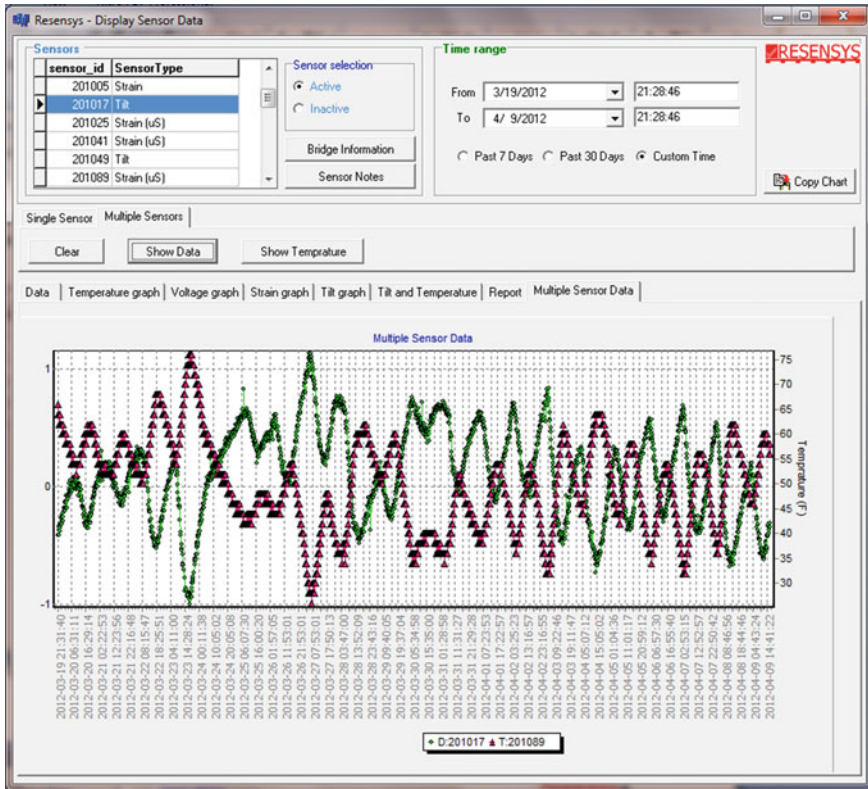 Resensys - Display Sensor Data
Sensors
sensor_id SensorType
201005 Strain
201017 Tilt
201025 Strain (uS)
201041 Strain (uS)
201049 Tilt
201089 Strain (uS)
Sensor selection
Active
Inactive
Bridge Information
Sensor Notes
Time range
From 3/19/2012 21:28:46
To 4/ 9/2012 21:28:46
Past 7 Days Past 30 Days Custom Time
RESENSYS
Copy Chart
Single Sensor Multiple Sensors
Clear Show Data Show Temprature
Data Temperature graph Voltage graph Strain graph Tilt graph Tilt and Temperature Report Multiple Sensor Data
Multiple Sensor Data
1
0
-1
75
70
65
60
55
50
45
40
35
30
Temprature (F)
2012-03-19 21:31:40
2012-03-20 06:31:11
2012-03-20 16:29:14
2012-03-21 02:22:53
2012-03-21 12:23:56
2012-03-21 22:16:48
2012-03-22 08:15:47
2012-03-22 18:25:51
2012-03-23 04:11:00
2012-03-23 14:28:24
2012-03-24 00:11:38
2012-03-24 10:05:02
2012-03-24 20:05:08
2012-03-25 06:07:30
2012-03-25 16:00:20
2012-03-26 01:57:05
2012-03-26 11:53:01
2012-03-26 21:53:01
2012-03-27 07:53:01
2012-03-27 17:50:13
2012-03-28 03:47:00
2012-03-28 13:52:09
2012-03-28 23:43:16
2012-03-29 09:40:05
2012-03-29 19:37:04
2012-03-30 05:34:58
2012-03-30 15:35:00
2012-03-31 01:28:58
2012-03-31 11:31:27
2012-03-31 21:29:28
2012-04-01 07:23:53
2012-04-01 17:22:57
2012-04-02 03:25:23
2012-04-02 13:16:57
2012-04-02 23:16:55
2012-04-03 09:22:46
2012-04-03 19:11:47
2012-04-04 05:07:12
2012-04-04 15:05:02
2012-04-05 01:04:36
2012-04-05 11:01:17
2012-04-05 20:59:12
2012-04-06 06:57:30
2012-04-06 16:55:40
2012-04-07 02:53:15
2012-04-07 12:52:57
2012-04-07 22:50:42
2012-04-08 08:46:56
2012-04-08 18:44:46
2012-04-09 04:43:24
2012-04-09 14:41:22
D:201017 T:201089